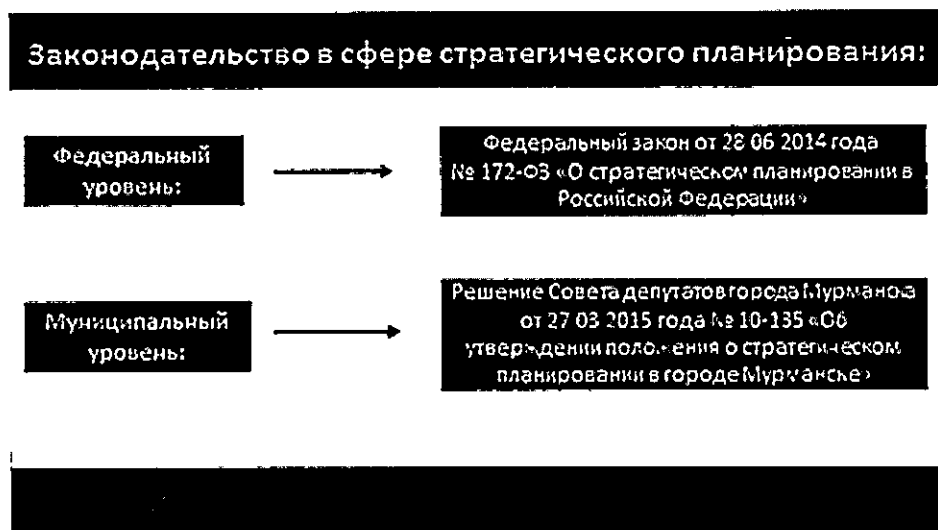 Законодательство в сфере стратегического планирования:
Федеральный
уровень:
Федеральный закон от 28 06 2014 года
№ 172-ФЗ «О стратегическом планировании в
Российской Федерации»
Муниципальный
уровень:
Решение Совета депутатов города Мурманска
от 27 03 2015 года № 10-135 «Об
утверждении положения о стратегическом
планировании в городе Мурманске»